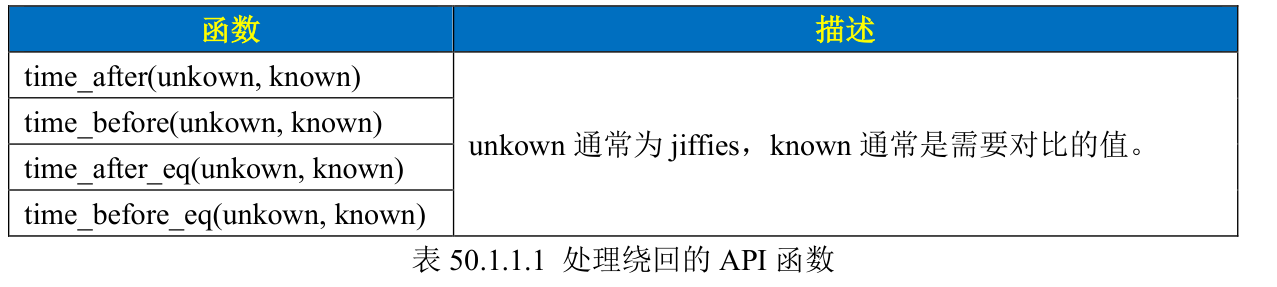 函数 描述
time_after(unkown, known)
time_before(unkown, known)
unkown 通常为 jiffies，known 通常是需要对比的值。
time_after_eq(unkown, known)
time_before_eq(unkown, known)
表 50.1.1.1 处理绕回的 API 函数